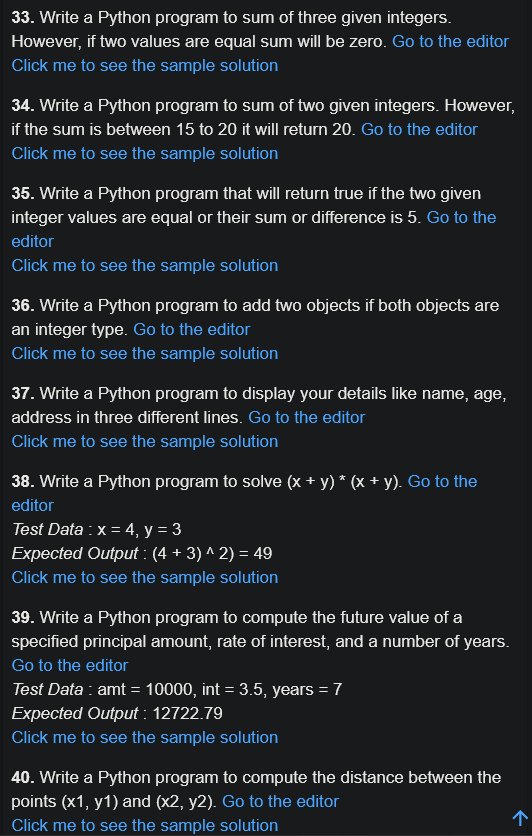 33. Write a Python program to sum of three given integers.
However, if two values are equal sum will be zero. Go to the editor
Click me to see the sample solution
34. Write a Python program to sum of two given integers. However,
if the sum is between 15 to 20 it will return 20. Go to the editor
Click me to see the sample solution
35. Write a Python program that will return true if the two given
integer values are equal or their sum or difference is 5. Go to the
editor
Click me to see the sample solution
36. Write a Python program to add two objects if both objects are
an integer type. Go to the editor
Click me to see the sample solution
37. Write a Python program to display your details like name, age,
address in three different lines. Go to the editor
Click me to see the sample solution
38. Write a Python program to solve (x + y) * (x + y). Go to the
editor
Test Data : x = 4, y = 3
Expected Output : (4 + 3) ^ 2) = 49
Click me to see the sample solution
39. Write a Python program to compute the future value of a
specified principal amount, rate of interest, and a number of years.
Go to the editor
Test Data : amt = 10000, int = 3.5, years = 7
Expected Output : 12722.79
Click me to see the sample solution
40. Write a Python program to compute the distance between the
points (x1, y1) and (x2, y2). Go to the editor
Click me to see the sample solution